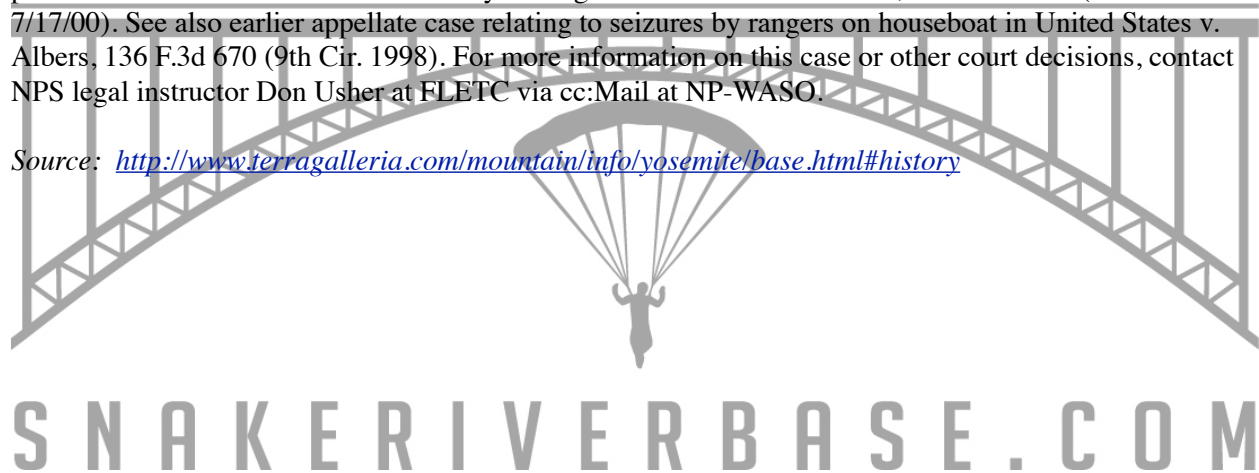 7/17/00). See also earlier appellate case relating to seizures by rangers on houseboat in United States v.
Albers, 136 F.3d 670 (9th Cir. 1998). For more information on this case or other court decisions, contact
NPS legal instructor Don Usher at FLETC via cc:Mail at NP-WASO.
Source: http://www.terragalleria.com/mountain/info/yosemite/base.html#history
SNAKERIVERBASE.COM